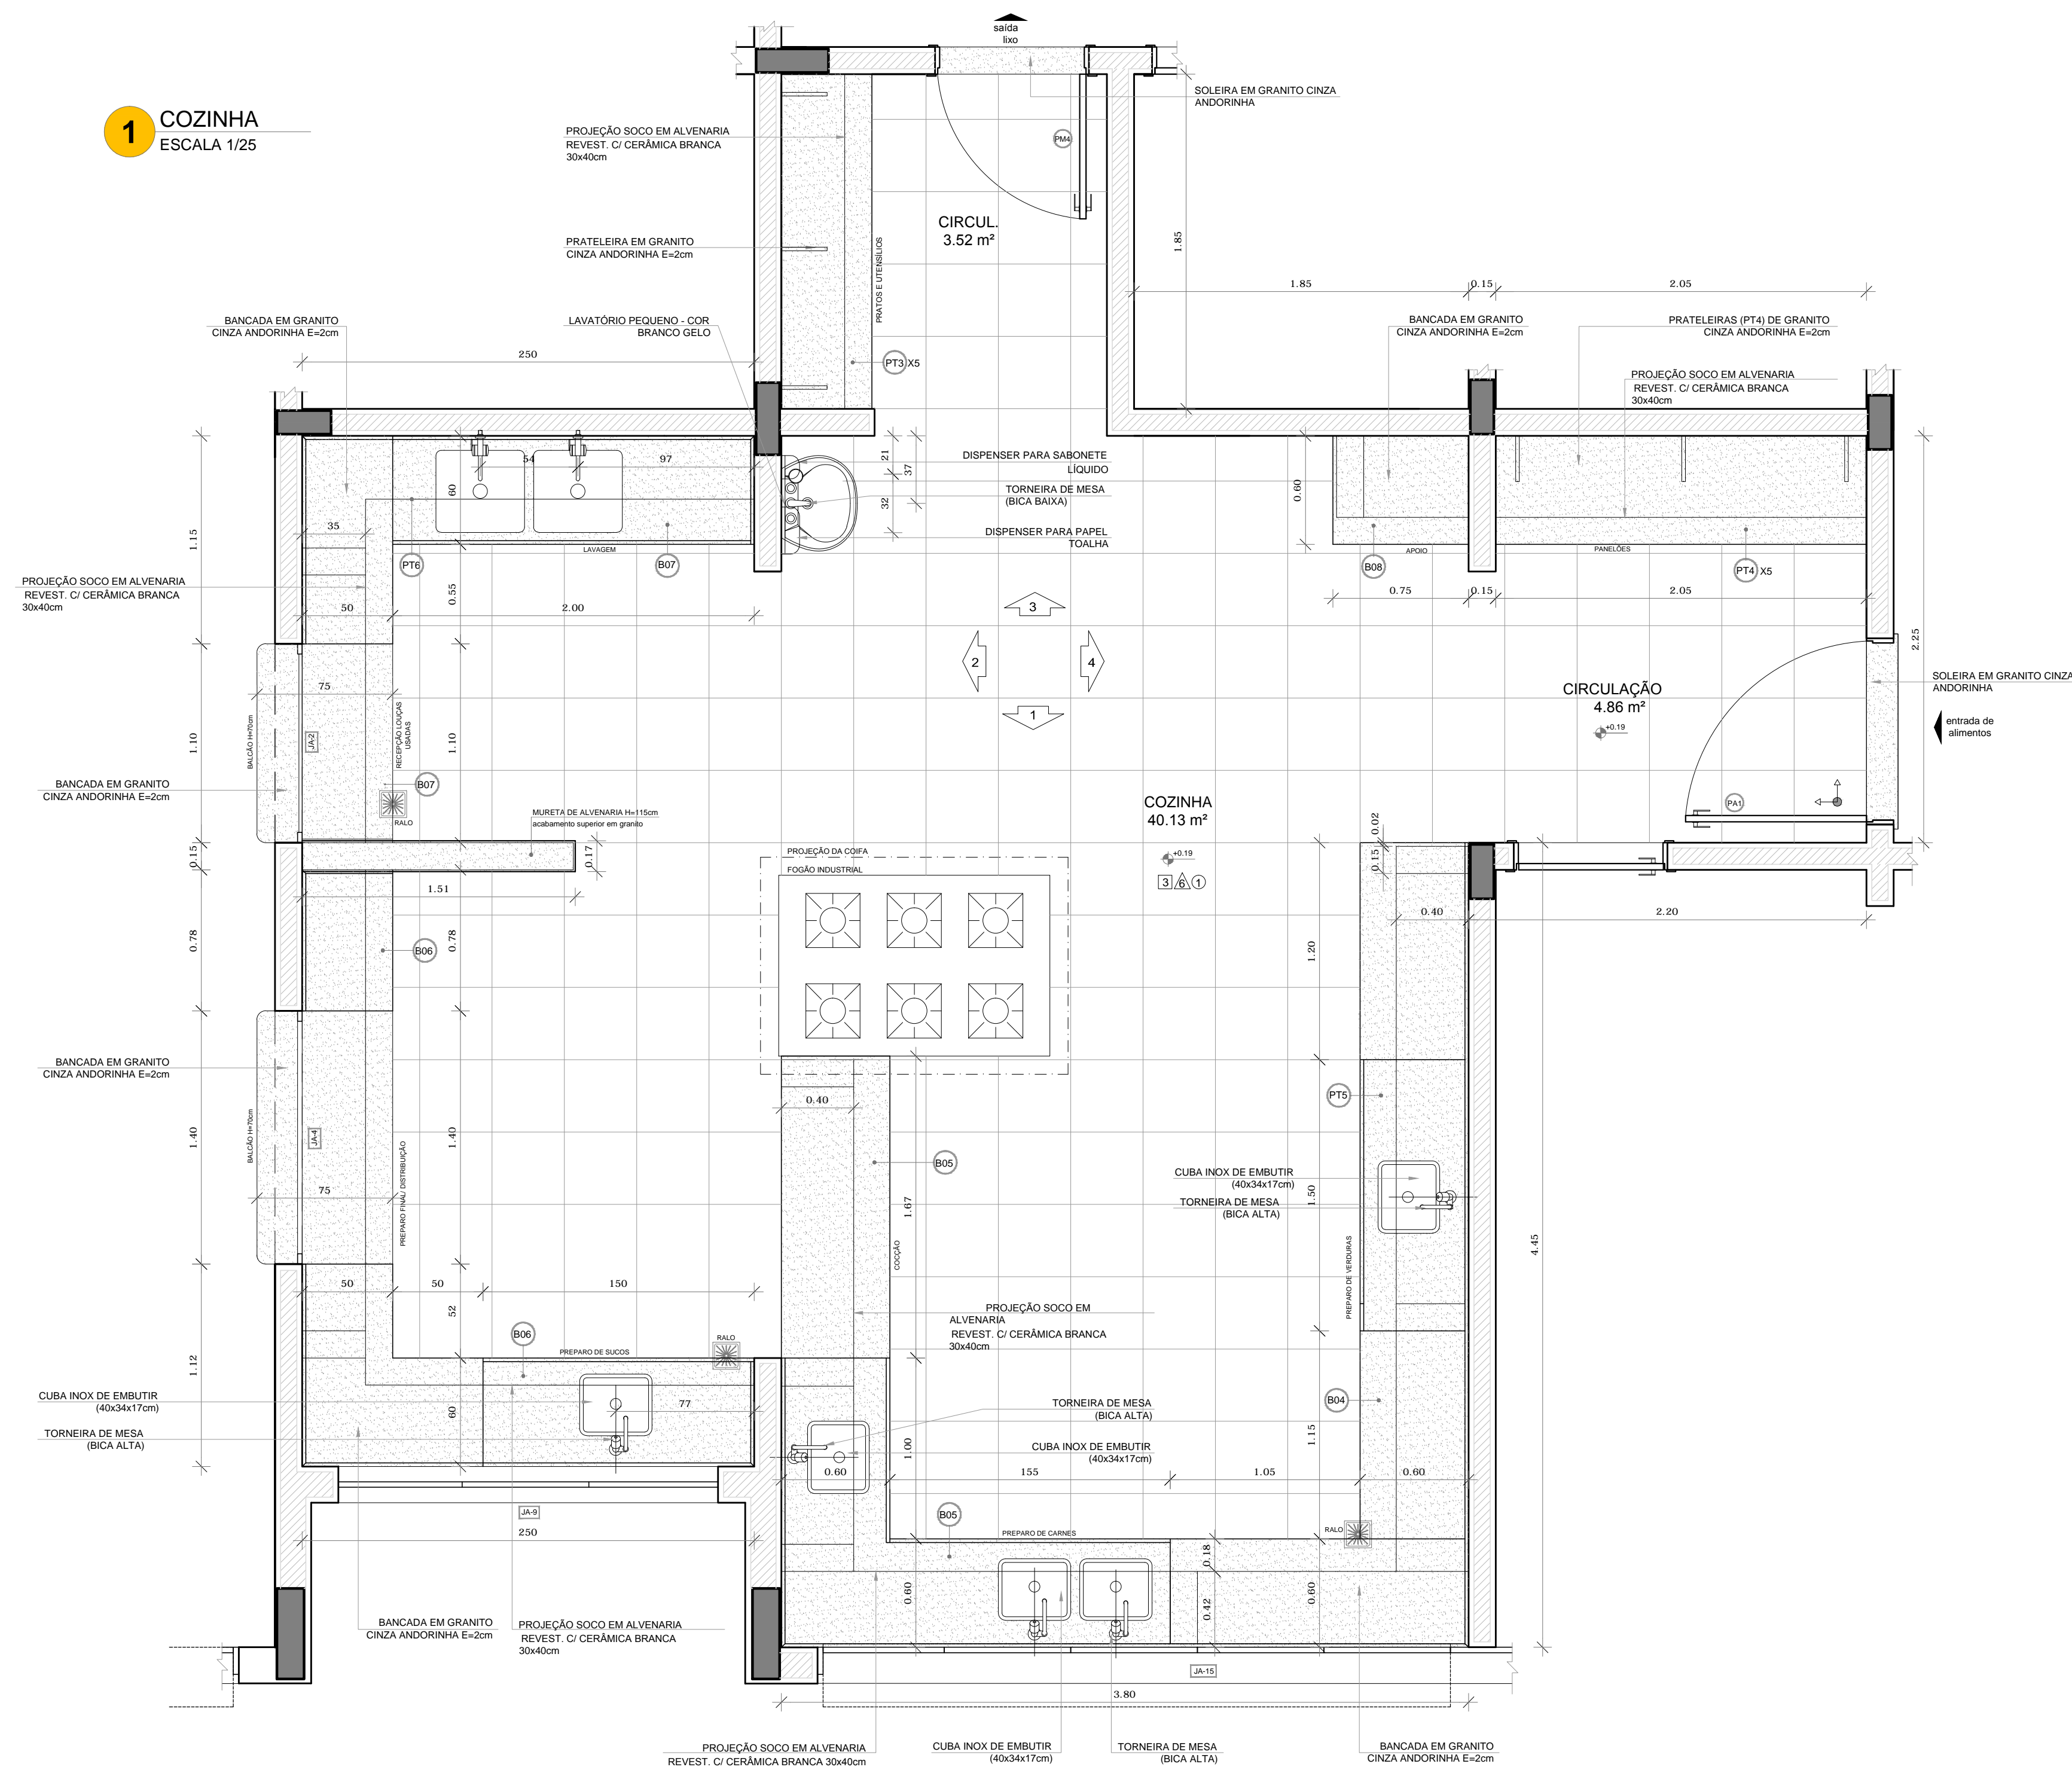 saída
lixo
1
COZINHA
ESCALA 1/25
SOLEIRA EM GRANITO CINZA
ANDORINHA
PROJEÇÃO SOCO EM ALVENARIA
REVEST. C/ CERÂMICA BRANCA
30x40cm
PM4
CIRCUL.
3.52 m²
PRATELEIRA EM GRANITO
CINZA ANDORINHA E=2cm
PRATOS E UTENSÍLIOS
1.85
1.85
0.15
2.05
BANCADA EM GRANITO
CINZA ANDORINHA E=2cm
LAVATÓRIO PEQUENO - COR
BRANCO GELO
BANCADA EM GRANITO
CINZA ANDORINHA E=2cm
PRATELEIRAS (PT4) DE GRANITO
CINZA ANDORINHA E=2cm
250
PT3 X5
PROJEÇÃO SOCO EM ALVENARIA
REVEST. C/ CERÂMICA BRANCA
30x40cm
54
97
60
21
37
32
DISPENSER PARA SABONETE
LÍQUIDO
TORNEIRA DE MESA
(BICA BAIXA)
DISPENSER PARA PAPEL
TOALHA
0.60
35
1.15
LAVAGEM
PT6
B07
B08
APOIO
PANELÕES
PT4 X5
PROJEÇÃO SOCO EM ALVENARIA
REVEST. C/ CERÂMICA BRANCA
30x40cm
0.55
50
2.00
0.75
0.15
2.05
3
2
4
1
2.25
SOLEIRA EM GRANITO CINZA
ANDORINHA
CIRCULAÇÃO
4.86 m²
+0.19
entrada de
alimentos
75
BALCÃO H=70cm
JA-2
RECEPÇÃO LOUÇAS
USADAS
1.10
1.10
BANCADA EM GRANITO
CINZA ANDORINHA E=2cm
B07
RALO
MURETA DE ALVENARIA H=115cm
acabamento superior em granito
COZINHA
40.13 m²
PA1
0.02
0.15
0.15
0.17
1.51
PROJEÇÃO DA COIFA
FOGÃO INDUSTRIAL
+0.19
3
6
1
0.40
2.20
0.78
0.78
B06
1.20
BANCADA EM GRANITO
CINZA ANDORINHA E=2cm
0.40
PT5
BALCÃO H=70cm
JA-4
1.40
1.40
PREPARO FINAL/ DISTRIBUIÇÃO
75
B05
1.67
COCÇÃO
CUBA INOX DE EMBUTIR
(40x34x17cm)
TORNEIRA DE MESA
(BICA ALTA)
1.50
PREPARO DE VERDURAS
4.45
50
50
150
52
1.12
PROJEÇÃO SOCO EM
ALVENARIA
REVEST. C/ CERÂMICA BRANCA
30x40cm
B06
PREPARO DE SUCOS
RALO
CUBA INOX DE EMBUTIR
(40x34x17cm)
TORNEIRA DE MESA
(BICA ALTA)
60
77
TORNEIRA DE MESA
(BICA ALTA)
CUBA INOX DE EMBUTIR
(40x34x17cm)
B04
1.15
1.00
0.60
155
1.05
0.60
JA-9
250
B05
PREPARO DE CARNES
RALO
0.18
0.60
0.42
0.60
BANCADA EM GRANITO
CINZA ANDORINHA E=2cm
PROJEÇÃO SOCO EM ALVENARIA
REVEST. C/ CERÂMICA BRANCA
30x40cm
JA-15
3.80
PROJEÇÃO SOCO EM ALVENARIA
REVEST. C/ CERÂMICA BRANCA 30x40cm
CUBA INOX DE EMBUTIR
(40x34x17cm)
TORNEIRA DE MESA
(BICA ALTA)
BANCADA EM GRANITO
CINZA ANDORINHA E=2cm